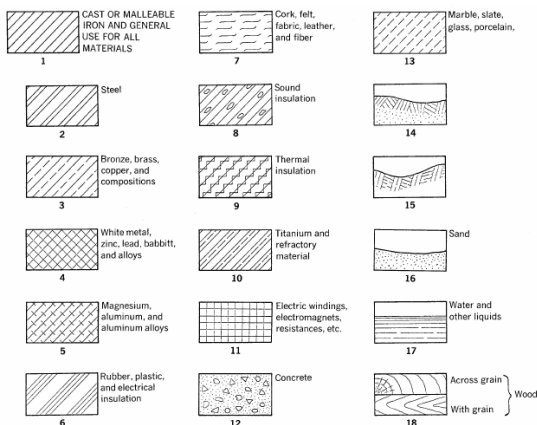 CAST OR MALLEABLE
IRON AND GENERAL
USE FOR ALL
MATERIALS
1
Cork, felt,
fabric, leather,
and fiber
7
Marble, slate,
glass, porcelain,
13
Steel
2
Sound
insulation
8
14
Bronze, brass,
copper, and
compositions
3
Thermal
insulation
9
15
White metal,
zinc, lead, babbitt,
and alloys
4
Titanium and
refractory
material
10
Sand
16
Magnesium,
aluminum, and
aluminum alloys
5
Electric windings,
electromagnets,
resistances, etc.
11
Water and
other liquids
17
Rubber, plastic,
and electrical
insulation
6
Concrete
12
Across grain
With grain
Wood
18